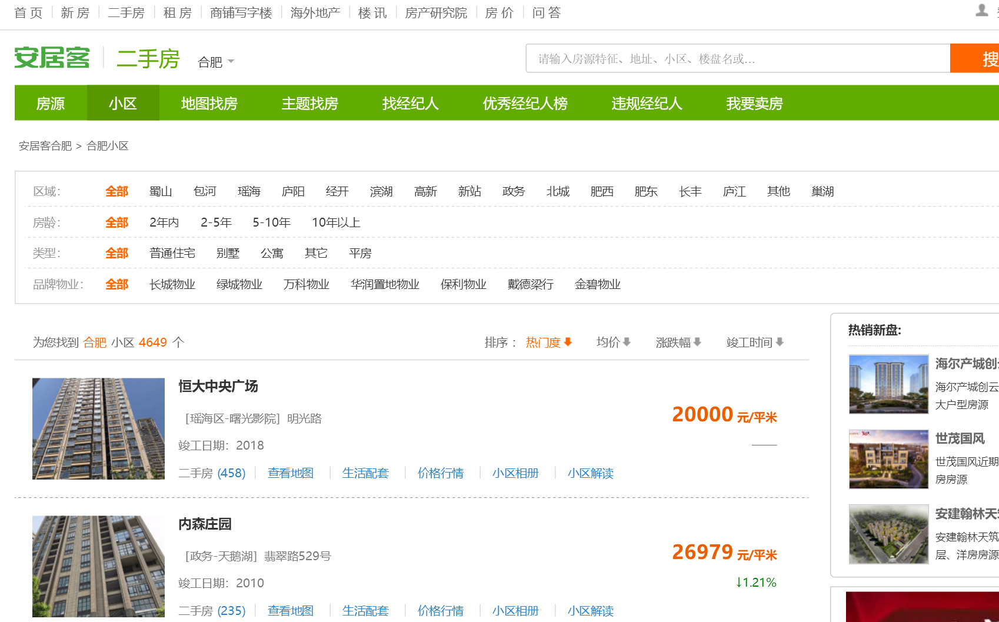 首 页 新 房 二手房 租 房 商铺写字楼 海外地产 楼 讯 房产研究院 房 价 问 答
安居客 二手房 合肥 请输入房源特征、地址、小区、楼盘名或... 搜
房源 小区 地图找房 主题找房 找经纪人 优秀经纪人榜 违规经纪人 我要卖房
安居客合肥 > 合肥小区
区域： 全部 蜀山 包河 瑶海 庐阳 经开 滨湖 高新 新站 政务 北城 肥西 肥东 长丰 庐江 其他 巢湖
房龄： 全部 2年内 2-5年 5-10年 10年以上
类型： 全部 普通住宅 别墅 公寓 其它 平房
品牌物业： 全部 长城物业 绿城物业 万科物业 华润置地物业 保利物业 戴德梁行 金碧物业
为您找到 合肥 小区 4649 个 排序： 热门度 均价 涨跌幅 竣工时间
恒大中央广场
[瑶海区-曙光影院] 明光路
20000 元/平米
竣工日期：2018 ——
二手房 (458) 查看地图 生活配套 价格行情 小区相册 小区解读
内森庄园
[政务-天鹅湖] 翡翠路529号
26979 元/平米
竣工日期：2010 ↓1.21%
二手房 (235) 查看地图 生活配套 价格行情 小区相册 小区解读
热销新盘:
海尔产城创
海尔产城创云
大户型房源
世茂国风
世茂国风近期
房房源
安建翰林天
安建翰林天筑
层、洋房房源